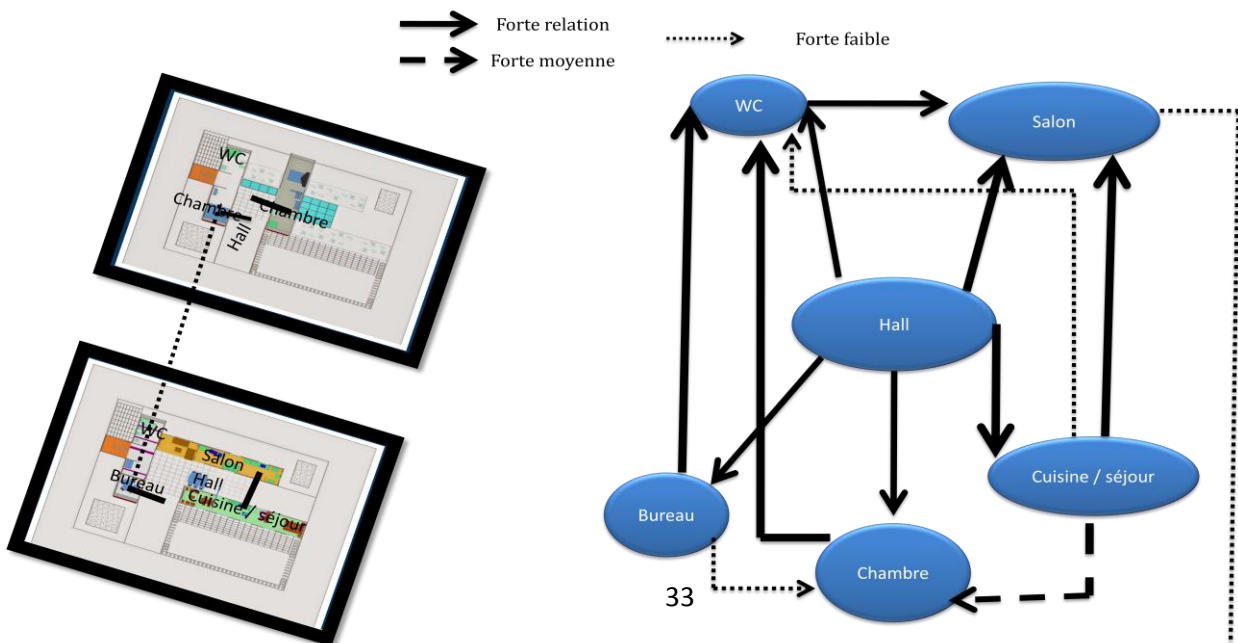 Forte relation
Forte faible
Forte moyenne
WC
Chambre
Chambre
Hall
WC
Salon
Hall
Bureau
Cuisine / séjour
WC
Salon
Hall
Cuisine / séjour
Bureau
Chambre
33